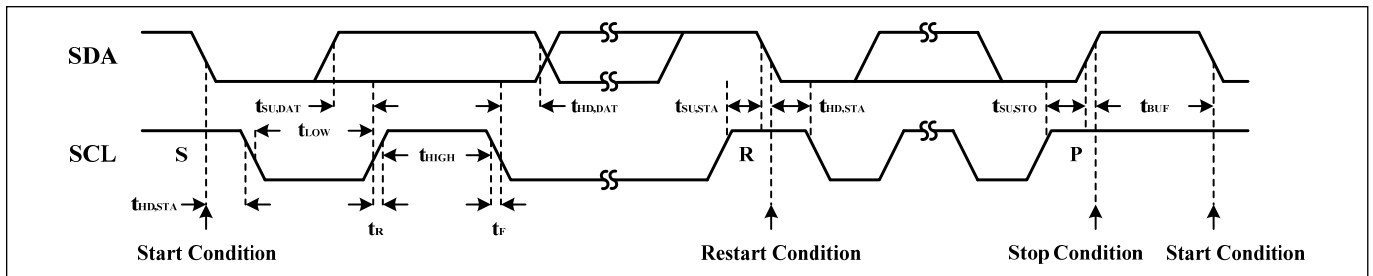 SDA
tSU,DAT
tHD,DAT
tSU,STA
tHD,STA
tSU,STO
tBUF
tLOW
SCL
S
tHIGH
R
P
tHD,STA
tR
tF
Start Condition
Restart Condition
Stop Condition
Start Condition